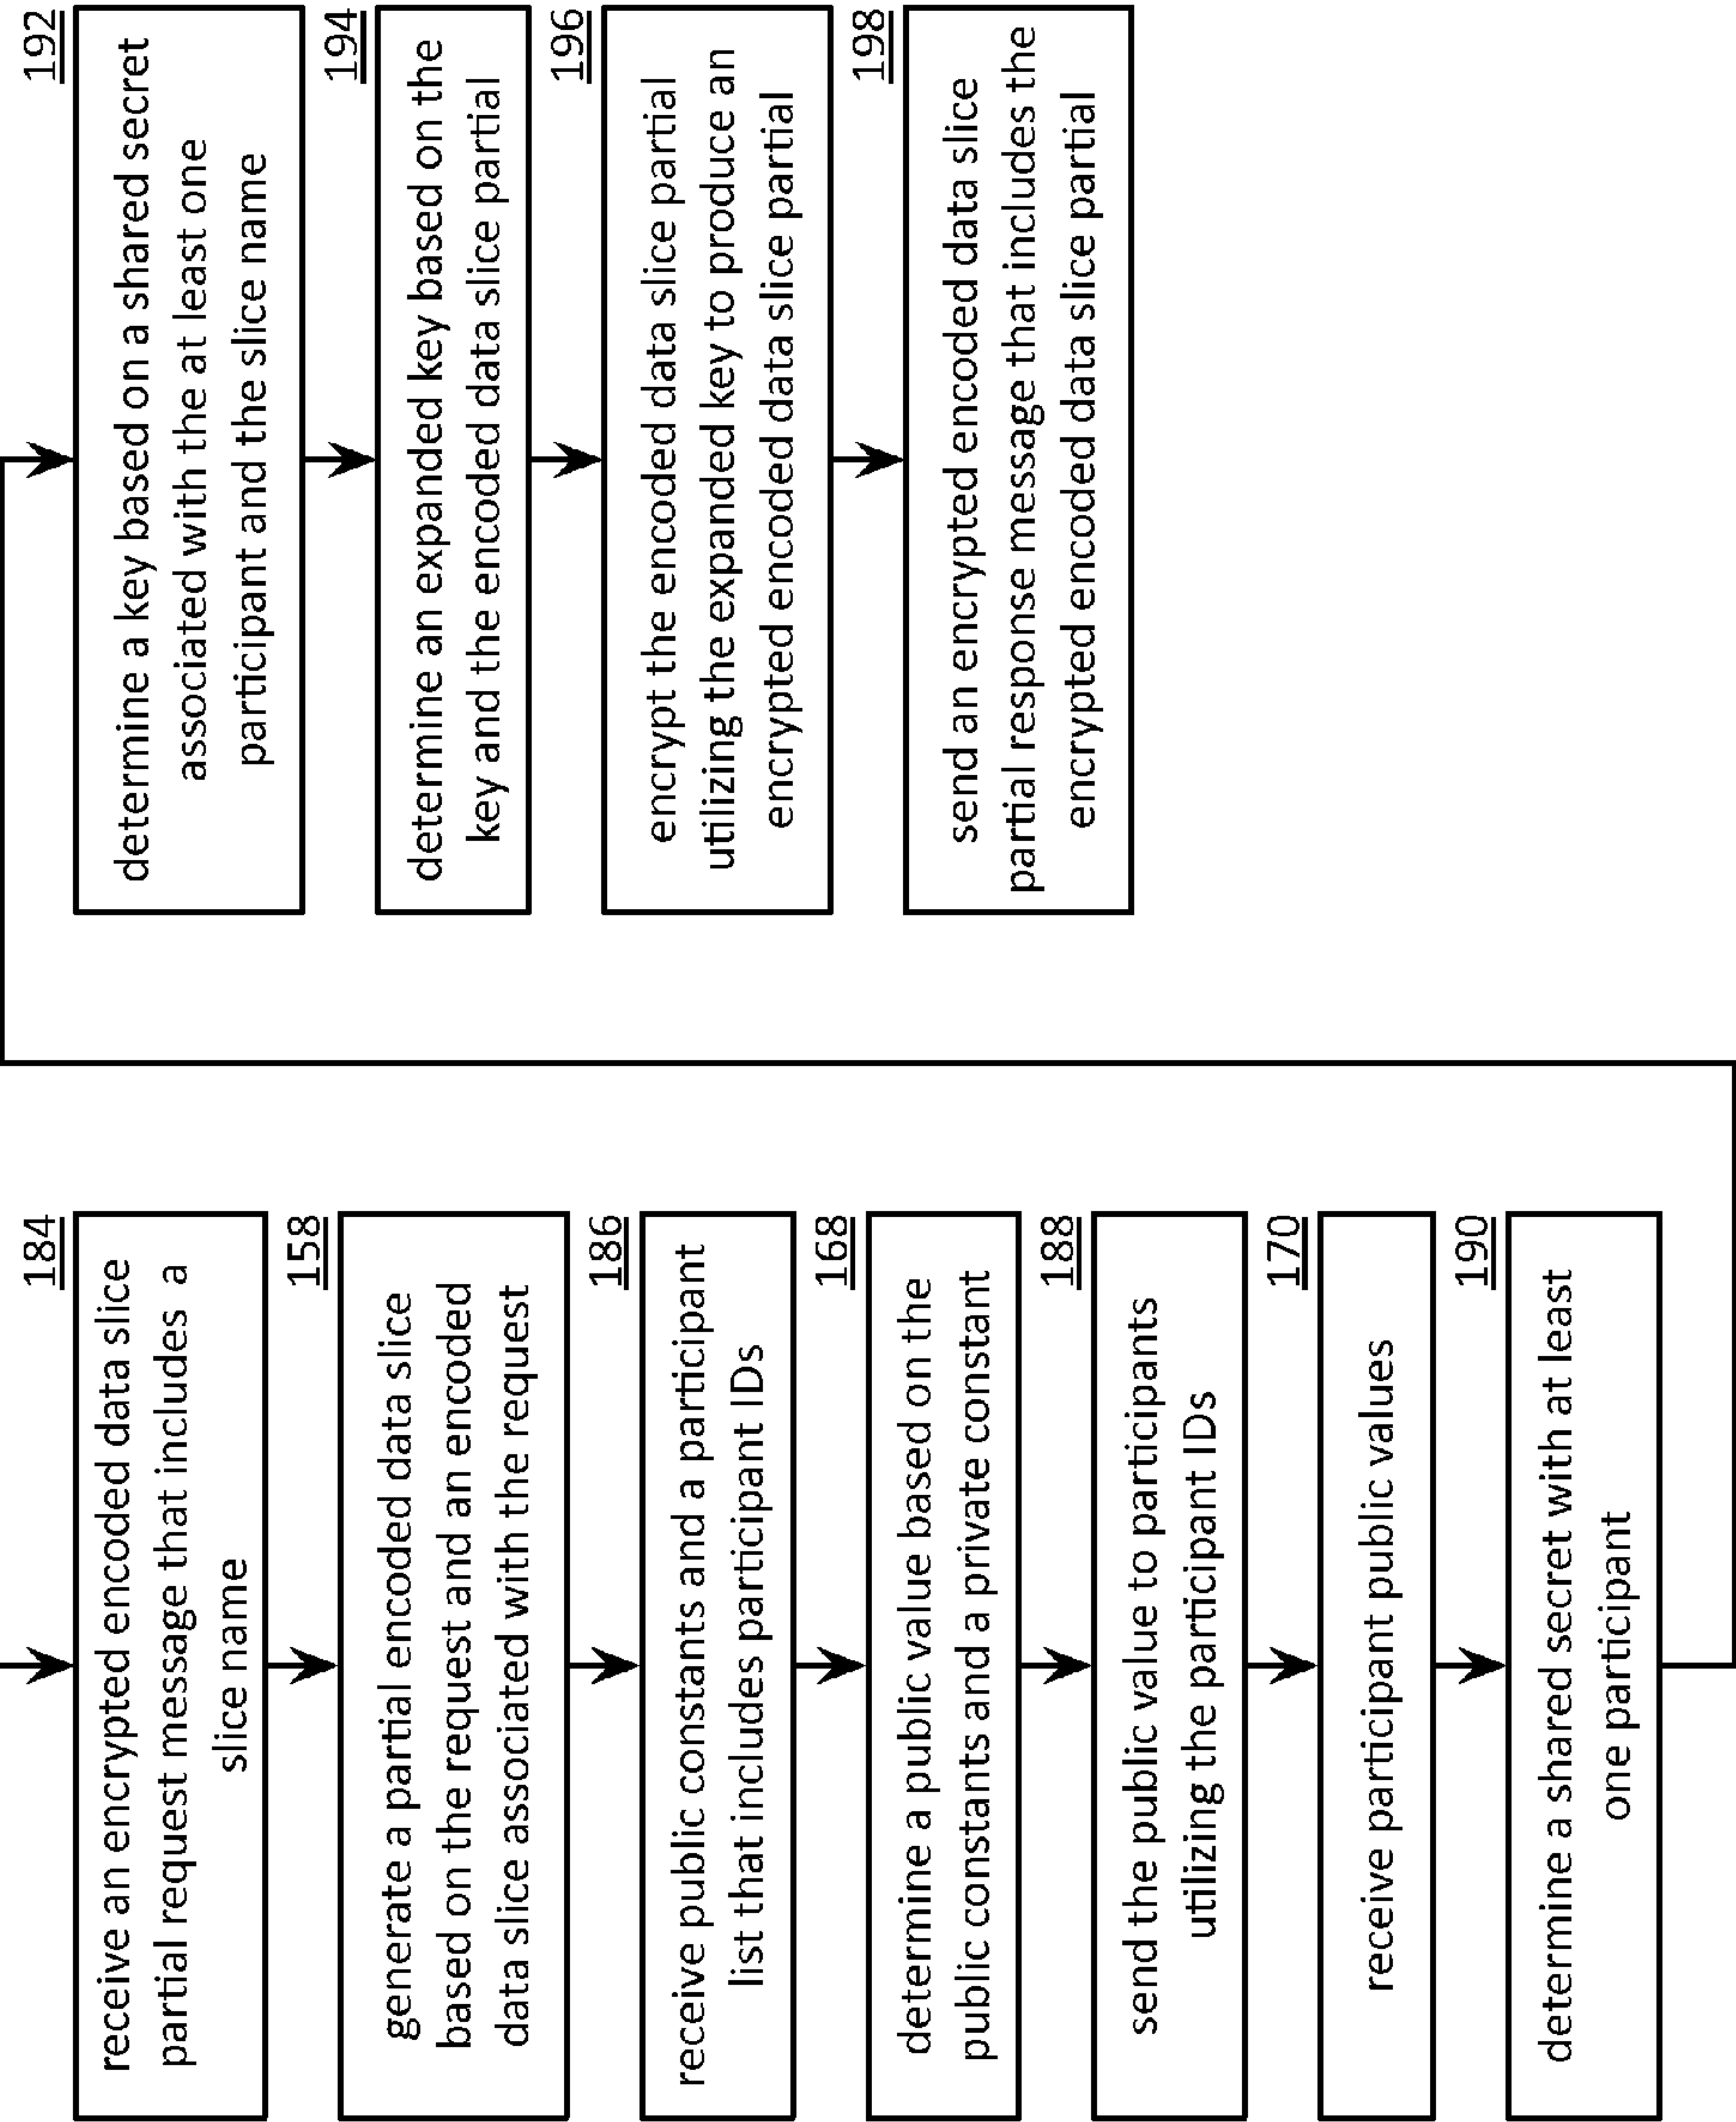 184
receive an encrypted encoded data slice
partial request message that includes a
slice name
158
generate a partial encoded data slice
based on the request and an encoded
data slice associated with the request
186
receive public constants and a participant
list that includes participant IDs
168
determine a public value based on the
public constants and a private constant
188
send the public value to participants
utilizing the participant IDs
170
receive participant public values
190
determine a shared secret with at least
one participant
192
determine a key based on a shared secret
associated with the at least one
participant and the slice name
194
determine an expanded key based on the
key and the encoded data slice partial
196
encrypt the encoded data slice partial
utilizing the expanded key to produce an
encrypted encoded data slice partial
198
send an encrypted encoded data slice
partial response message that includes the
encrypted encoded data slice partial